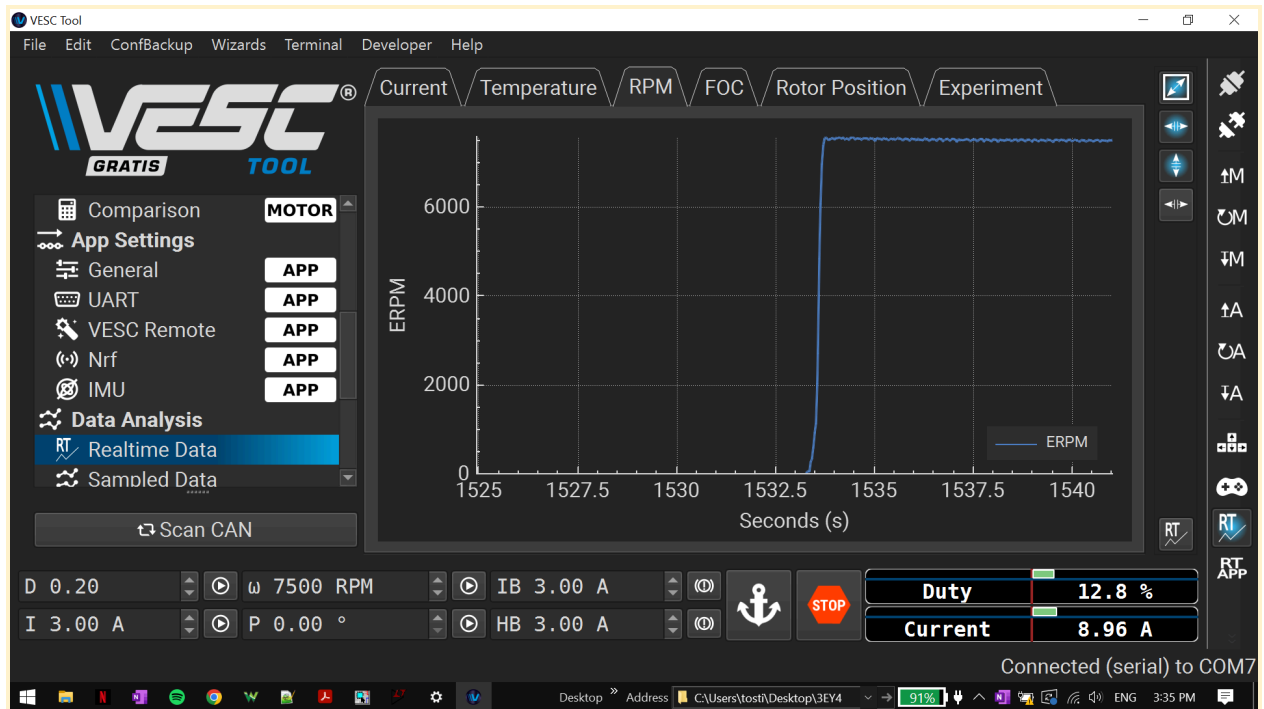 VESC Tool
File Edit ConfBackup Wizards Terminal Developer Help
VESC®
GRATIS TOOL
Current Temperature RPM FOC Rotor Position Experiment
Comparison MOTOR
App Settings
General APP
UART APP
VESC Remote APP
Nrf APP
IMU APP
Data Analysis
RT Realtime Data
Sampled Data
Scan CAN
6000
4000
2000
0
ERPM
ERPM
1525 1527.5 1530 1532.5 1535 1537.5 1540
Seconds (s)
M
M
M
A
A
A
RT
RT
RT
APP
D 0.20 ω 7500 RPM IB 3.00 A
I 3.00 A P 0.00 ° HB 3.00 A
STOP
Duty 12.8 %
Current 8.96 A
Connected (serial) to COM7
Desktop » Address C:\Users\tosti\Desktop\3EY4 91% ENG 3:35 PM